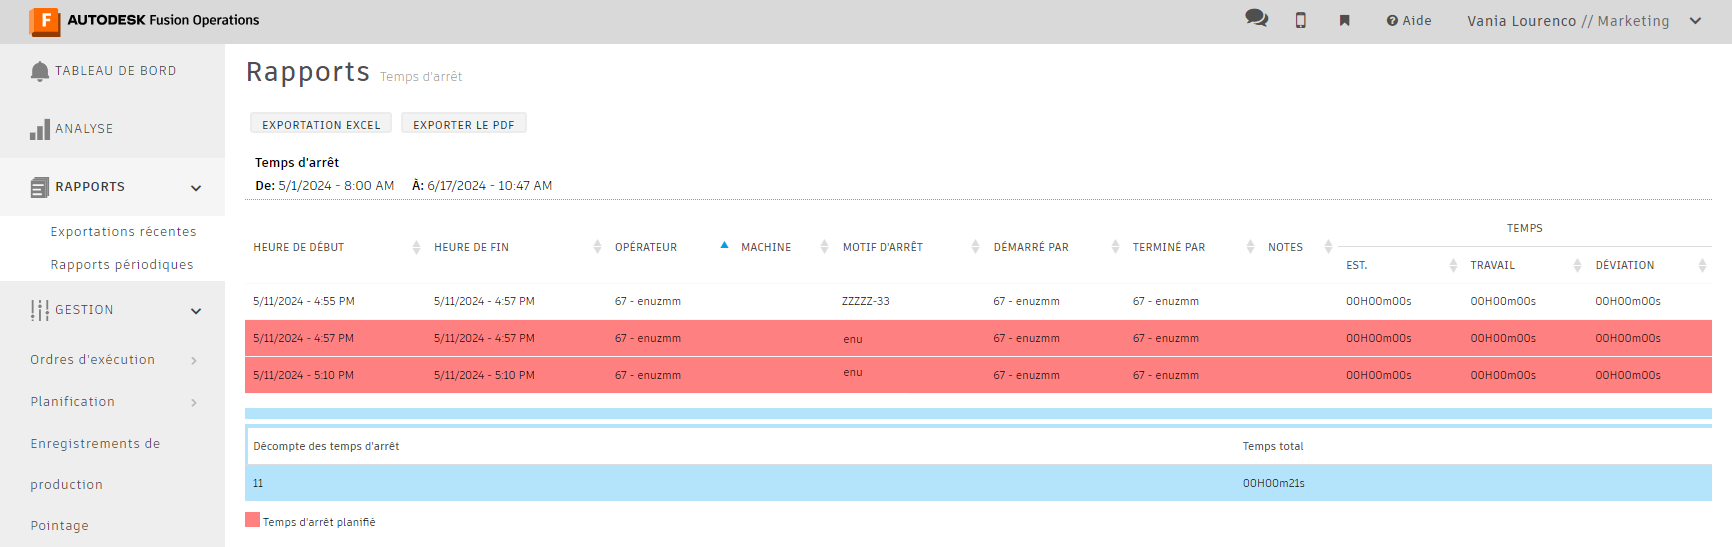 AUTODESK Fusion Operations
Aide
Vania Lourenco // Marketing
TABLEAU DE BORD
ANALYSE
RAPPORTS
Exportations récentes
Rapports périodiques
GESTION
Ordres d'exécution
Planification
Enregistrements de
production
Pointage
Rapports Temps d'arrêt
EXPORTATION EXCEL EXPORTER LE PDF
Temps d'arrêt
De: 5/1/2024 - 8:00 AM À: 6/17/2024 - 10:47 AM
TEMPS
HEURE DE DÉBUT HEURE DE FIN OPÉRATEUR MACHINE MOTIF D'ARRÊT DÉMARRÉ PAR TERMINÉ PAR NOTES
EST. TRAVAIL DÉVIATION
5/11/2024 - 4:55 PM 5/11/2024 - 4:57 PM 67 - enuzmm ZZZZZ-33 67 - enuzmm 67 - enuzmm 00H00m00s 00H00m00s 00H00m00s
5/11/2024 - 4:57 PM 5/11/2024 - 4:57 PM 67 - enuzmm enu 67 - enuzmm 67 - enuzmm 00H00m00s 00H00m00s 00H00m00s
5/11/2024 - 5:10 PM 5/11/2024 - 5:10 PM 67 - enuzmm enu 67 - enuzmm 67 - enuzmm 00H00m00s 00H00m00s 00H00m00s
Décompte des temps d'arrêt Temps total
11 00H00m21s
Temps d'arrêt planifié